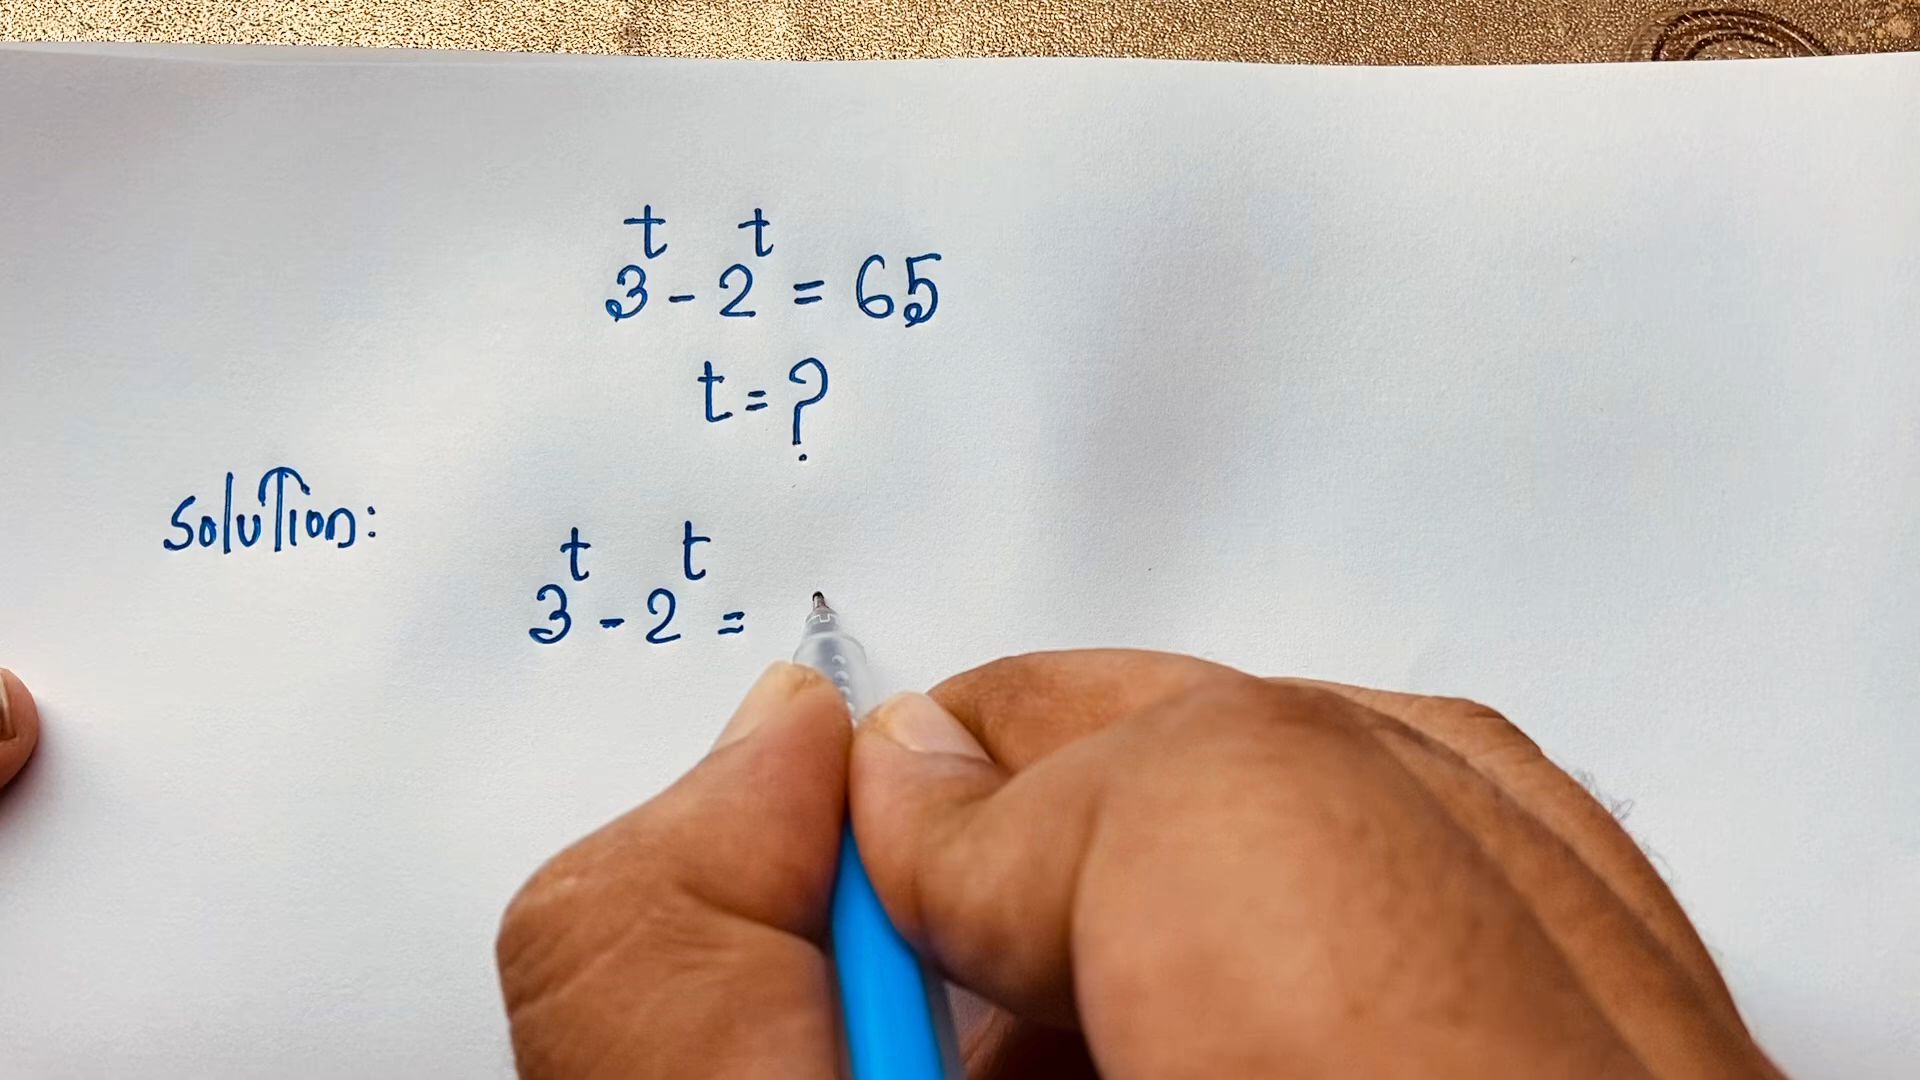 3^t - 2^t = 65
t = ?
Solution:
3^t - 2^t =